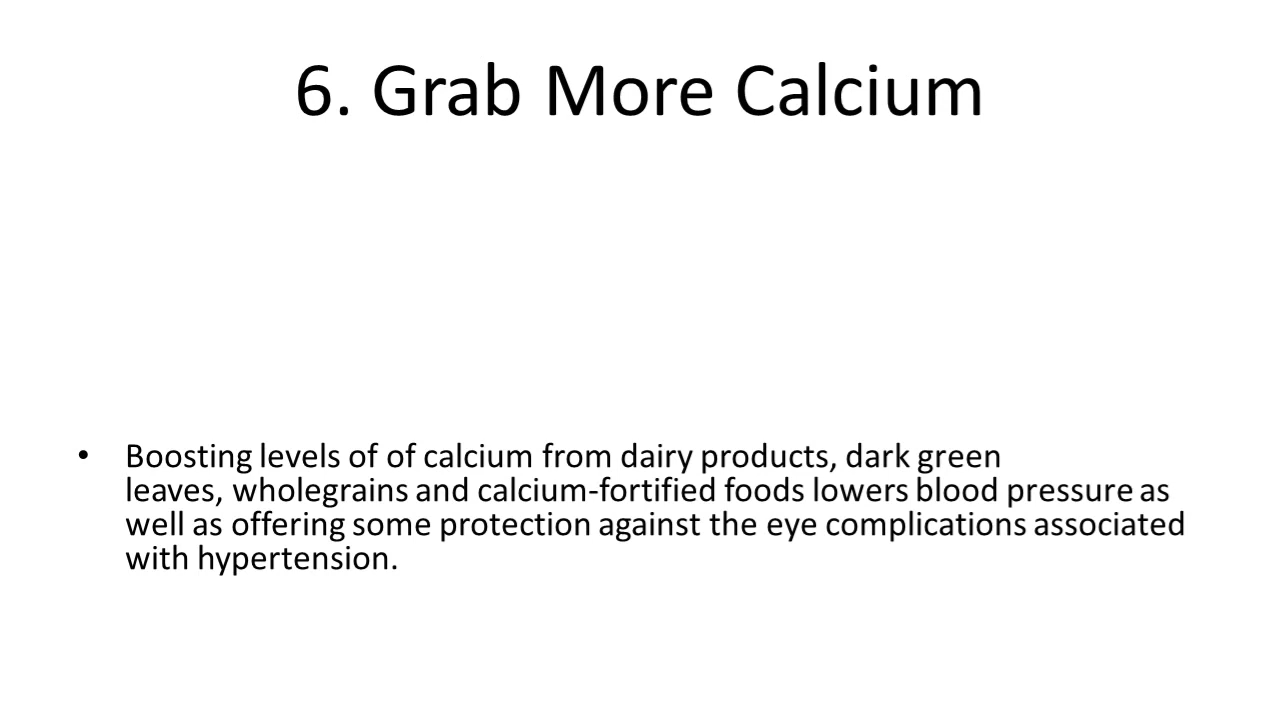 6. Grab More Calcium
• Boosting levels of of calcium from dairy products, dark green
leaves, wholegrains and calcium-fortified foods lowers blood pressure as
well as offering some protection against the eye complications associated
with hypertension.